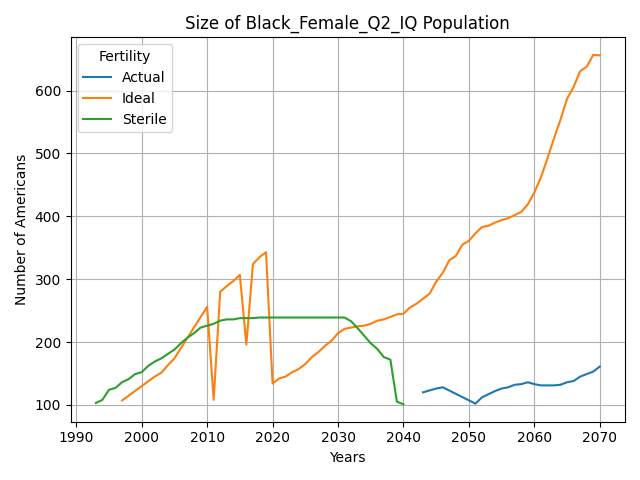 Size of Black_Female_Q2_IQ Population
Fertility
Actual
Ideal
Sterile
Number of Americans
600
500
400
300
200
100
1990 2000 2010 2020 2030 2040 2050 2060 2070
Years